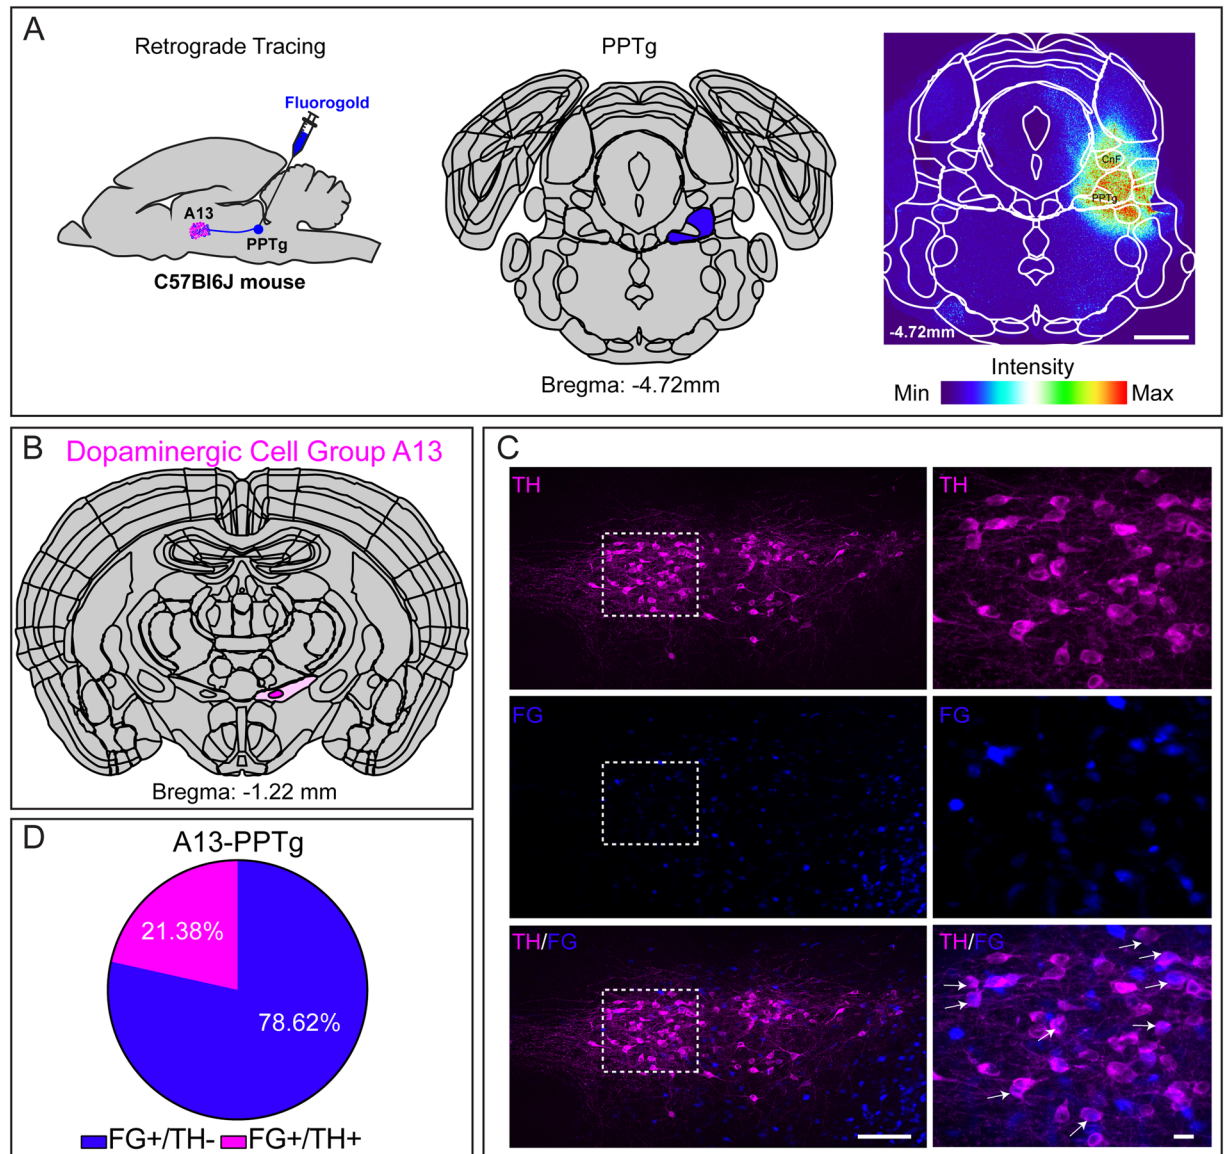 A
Retrograde Tracing
Fluorogold
A13
PPTg
C57Bl6J mouse
PPTg
Bregma: -4.72mm
CnF
PPTg
-4.72mm
Intensity
Min
Max
B
Dopaminergic Cell Group A13
Bregma: -1.22 mm
C
TH
TH
FG
FG
TH/FG
TH/FG
D
A13-PPTg
21.38%
78.62%
FG+/TH-
FG+/TH+